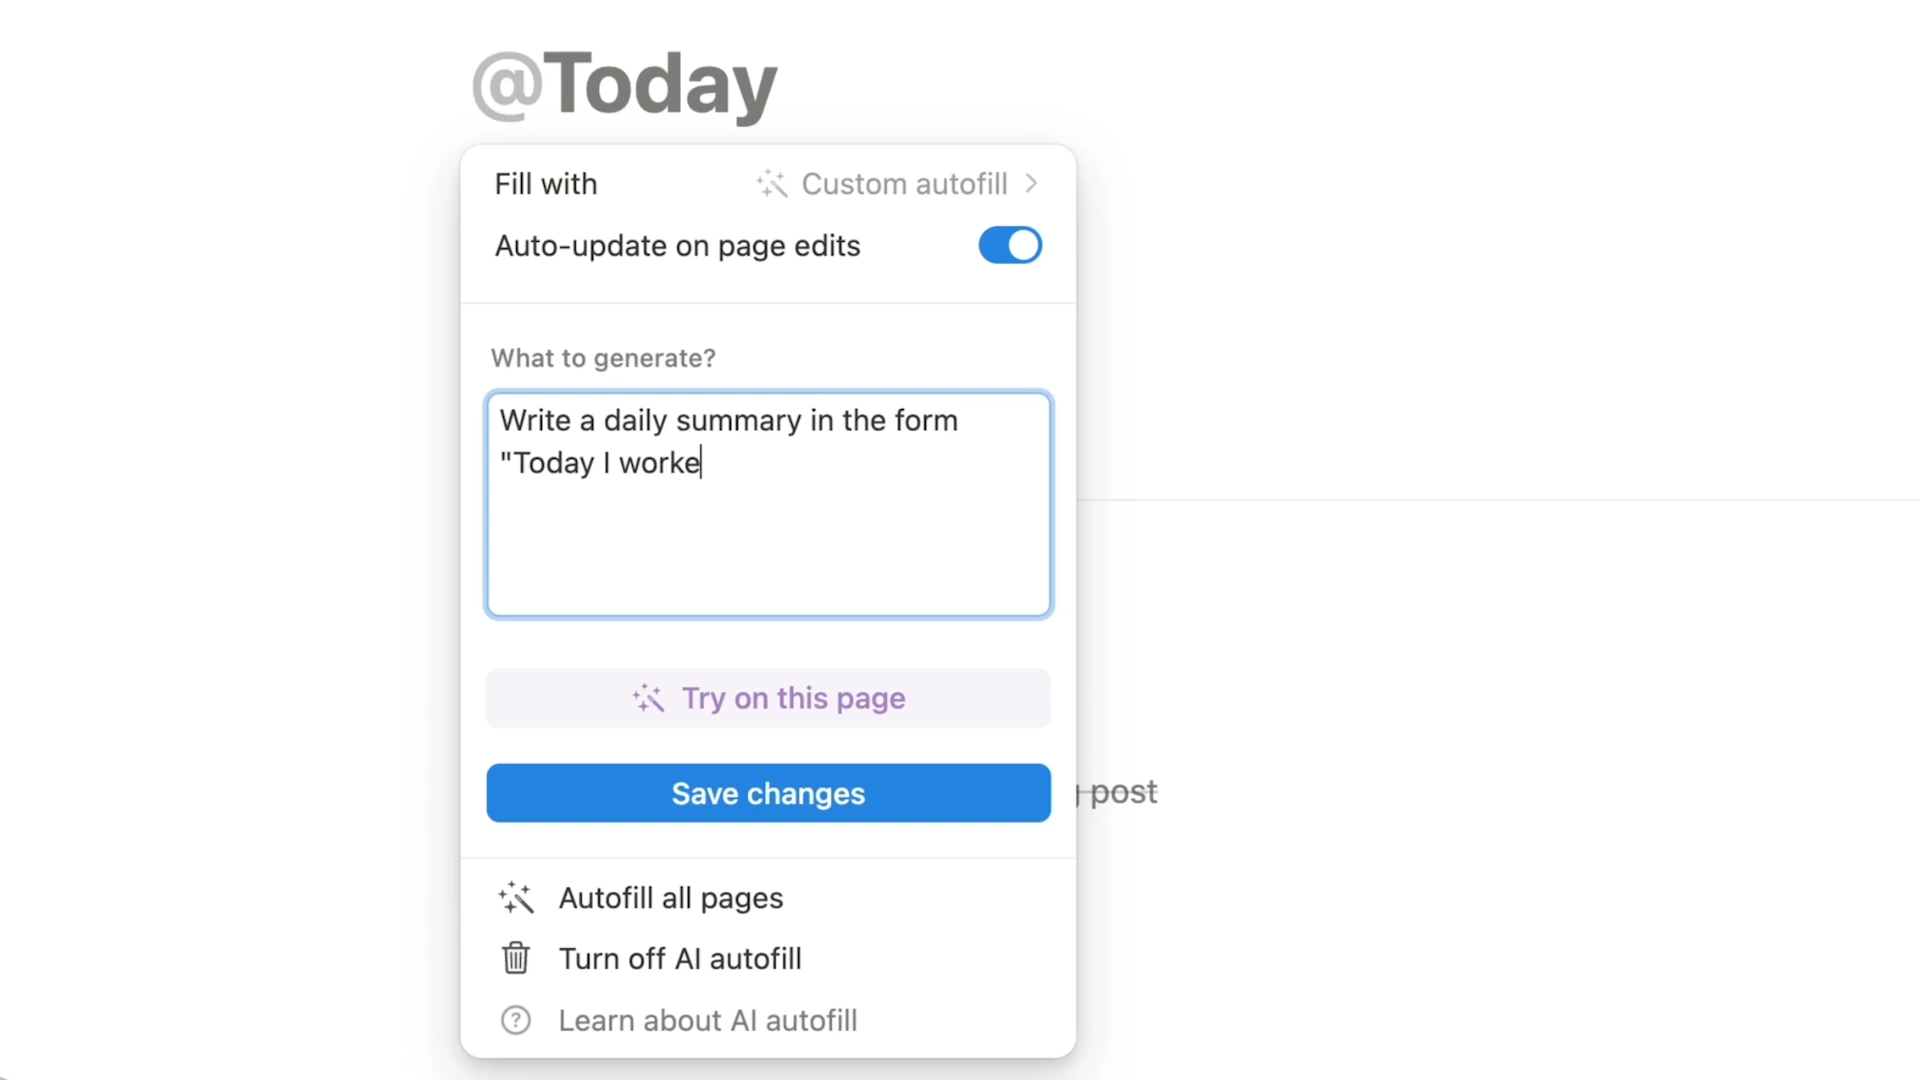 @Today
Fill with Custom autofill
Auto-update on page edits
What to generate?
Write a daily summary in the form
"Today I worke
Try on this page
Save changes
post
Autofill all pages
Turn off AI autofill
Learn about AI autofill